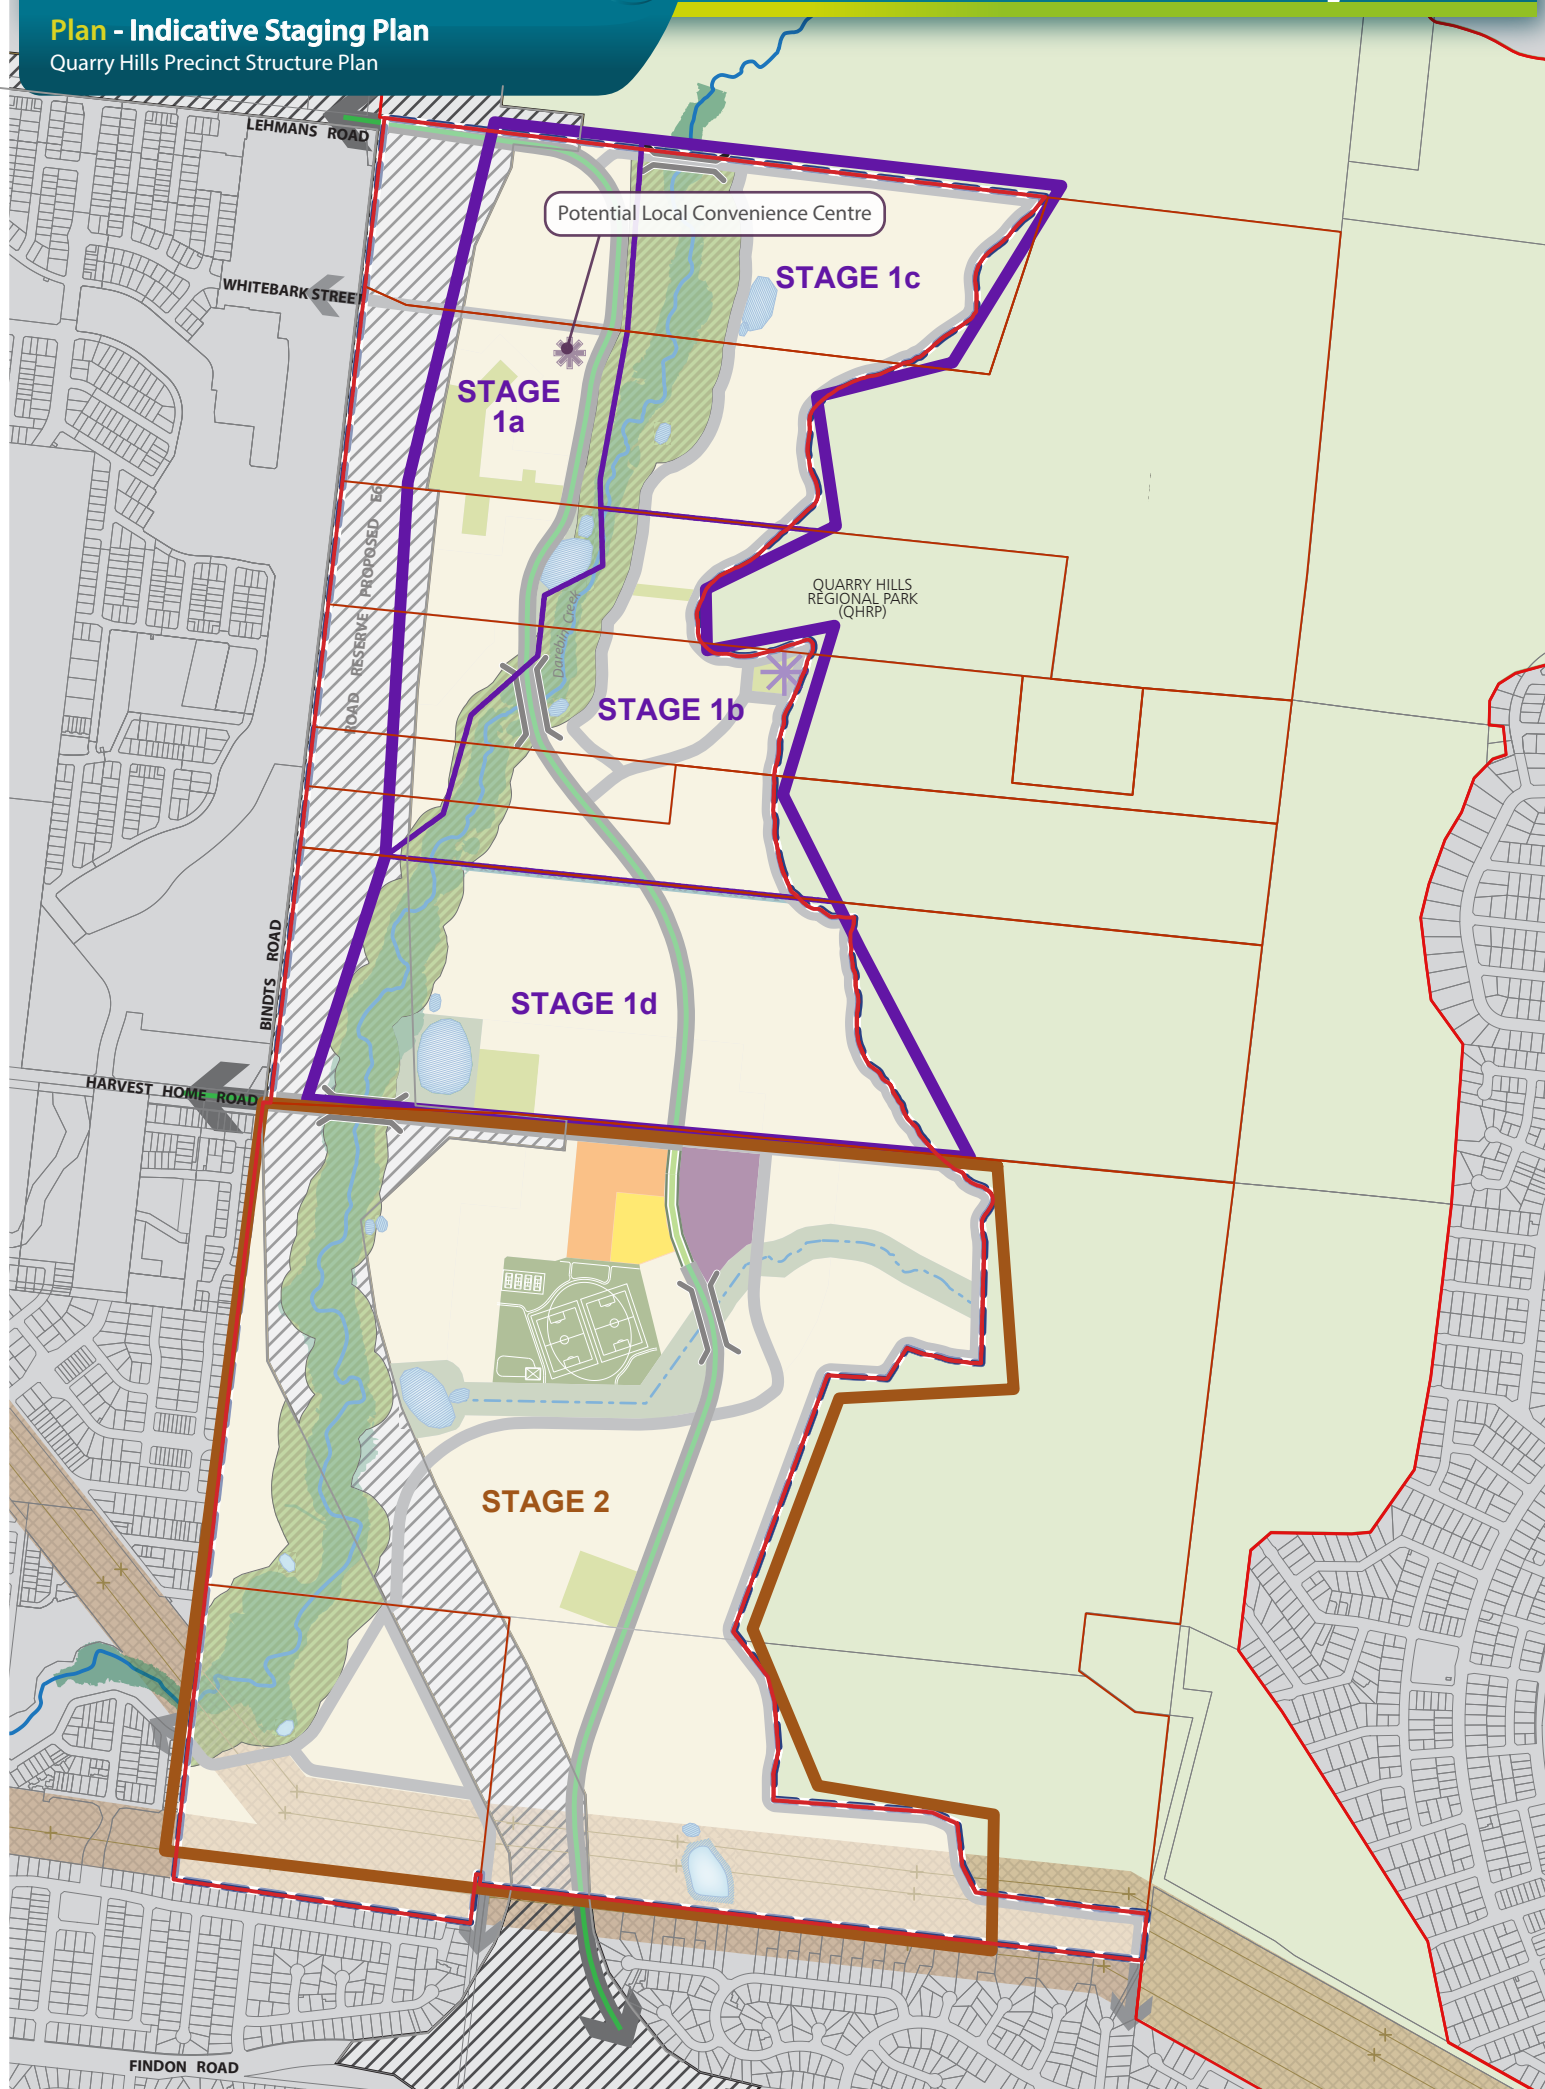 Plan - Indicative Staging Plan
Quarry Hills Precinct Structure Plan
LEHMANS ROAD
Potential Local Convenience Centre
STAGE 1c
WHITEBARK STREET
STAGE
1a
ROAD RESERVE PROPOSED E6
QUARRY HILLS
REGIONAL PARK
(QHRP)
Darebin Creek
STAGE 1b
BINDTS ROAD
STAGE 1d
HARVEST HOME ROAD
STAGE 2
FINDON ROAD